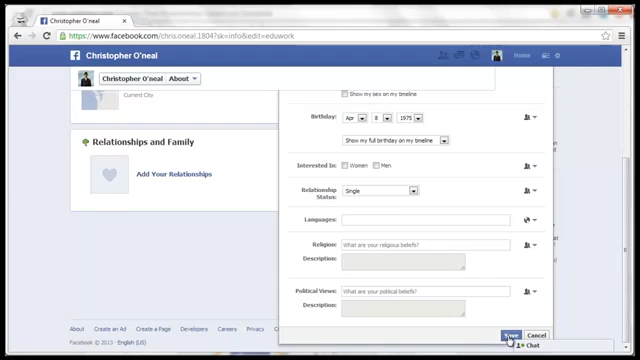 Christopher O'neal
https://www.facebook.com/chris.oneal.1804?sk=info&edit=eduwork
Christopher O'neal
Home
Christopher O'neal About
Current City
Show my sex on my timeline
Birthday: Apr 8 1975
Show my full birthday on my timeline
Relationships and Family
Interested In: Women Men
Add Your Relationships
Relationship Status: Single
Languages:
Religion: What are your religious beliefs?
Description:
Political Views: What are your political beliefs?
Description:
About Create an Ad Create a Page Developers Careers Privacy
Save Cancel
Facebook © 2013 · English (US)
Chat